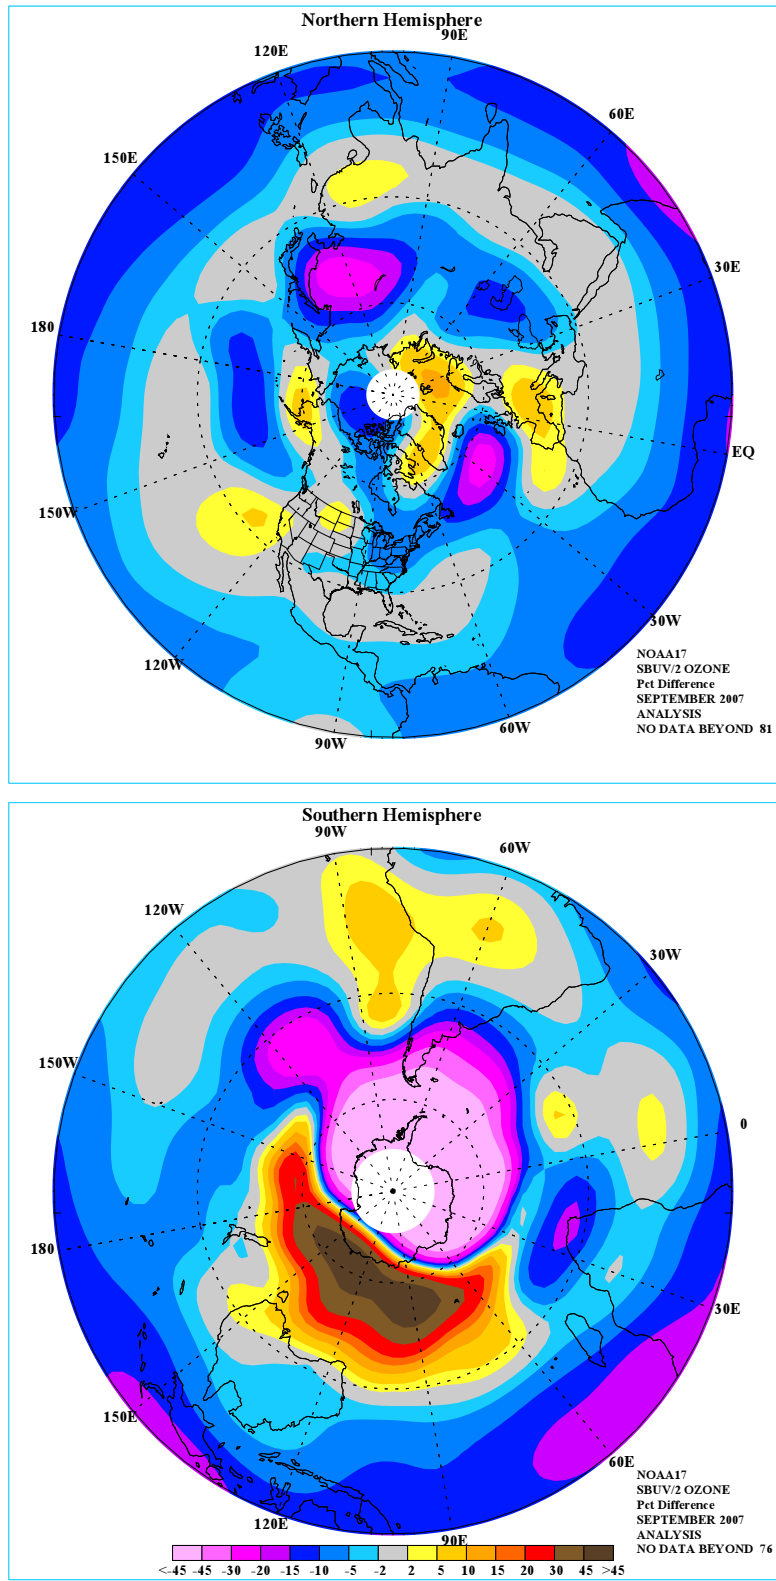 Northern Hemisphere
90E
120E
60E
150E
30E
180
EQ
150W
30W
120W
60W
90W
NOAA17
SBUV/2 OZONE
Pct Difference
SEPTEMBER 2007
ANALYSIS
NO DATA BEYOND 81
Southern Hemisphere
90W
60W
120W
30W
150W
0
180
30E
150E
60E
120E
90E
NOAA17
SBUV/2 OZONE
Pct Difference
SEPTEMBER 2007
ANALYSIS
NO DATA BEYOND 76
<-45 -45 -30 -20 -15 -10 -5 -2 2 5 10 15 20 30 45 >45